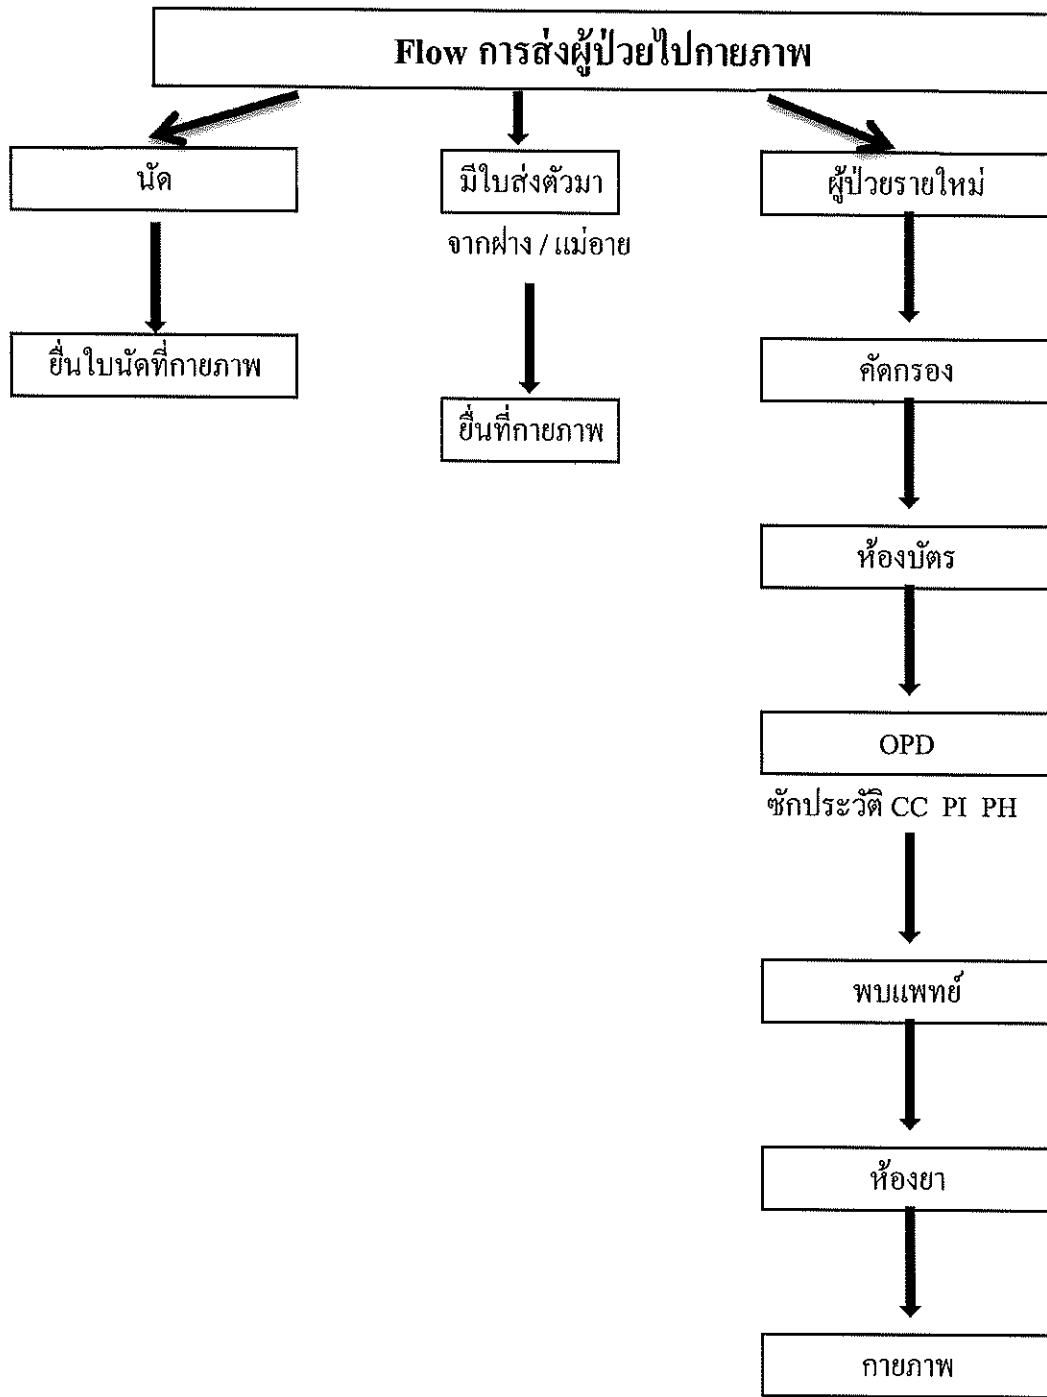 Flow การส่งผู้ป่วยไปกายภาพ
นัด
มีใบส่งตัวมา
ผู้ป่วยรายใหม่
จากฝาง / แม่อาย
ยื่นใบนัดที่กายภาพ
คัดกรอง
ยื่นที่กายภาพ
ห้องบัตร
OPD
ซักประวัติ CC PI PH
พบแพทย์
ห้องยา
กายภาพ